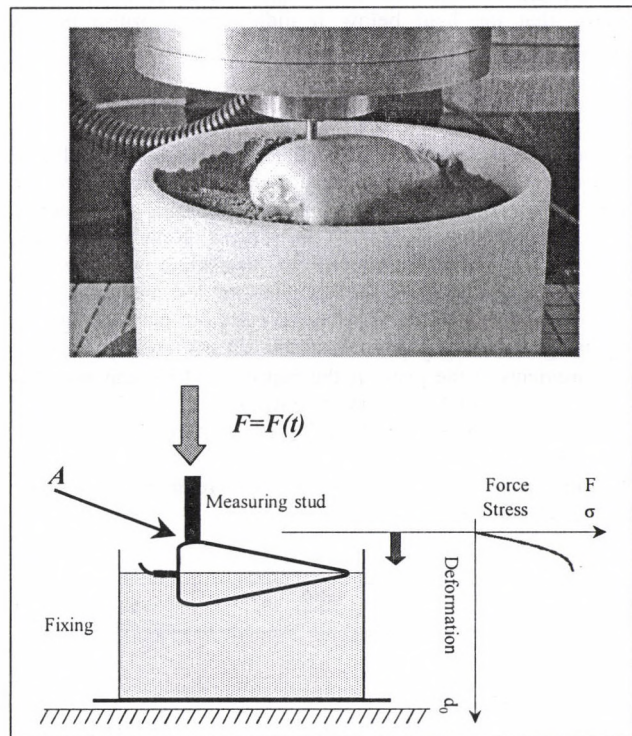 F=F(t)
A
Measuring stud
Force F
Stress σ
Fixing
Deformation
d₀